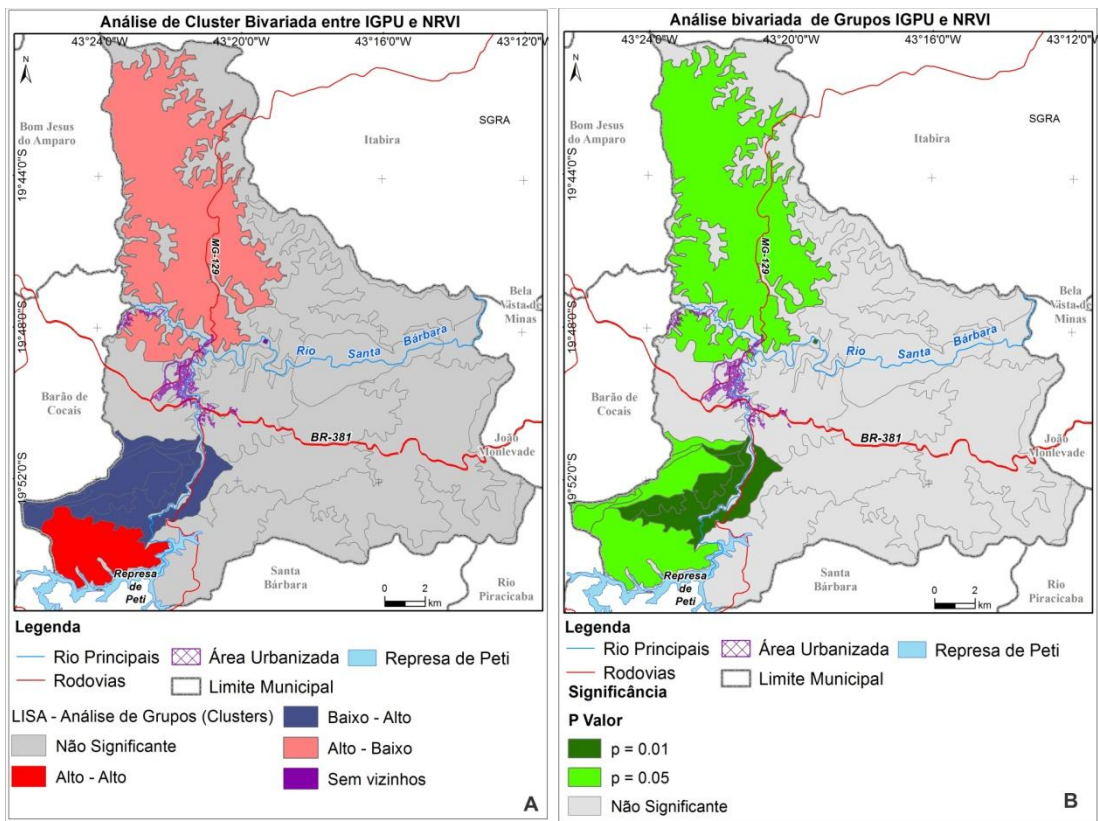 Análise de Cluster Bivariada entre IGPU e NRVI
43°24'0"W 43°20'0"W 43°16'0"W 43°12'0"W
N
SGRA
Bom Jesus
do Amparo
Itabira
19°44'0"S
MG-129
Bela
Vista de
Minas
19°48'0"S
Rio Santa Bárbara
Barão de
Cocais
BR-381
João
Monlevade
19°52'0"S
Santa
Bárbara
Represa
de
Peti
Rio
Piracicaba
0 2
km
Legenda
Rio Principais
Área Urbanizada
Represa de Peti
Rodovias
Limite Municipal
LISA - Análise de Grupos (Clusters)
Baixo - Alto
Não Significante
Alto - Baixo
Alto - Alto
Sem vizinhos
A
Análise bivariada de Grupos IGPU e NRVI
43°24'0"W 43°20'0"W 43°16'0"W 43°12'0"W
N
SGRA
Bom Jesus
do Amparo
Itabira
19°44'0"S
MG-129
Bela
Vista de
Minas
19°48'0"S
Rio Santa Bárbara
Barão de
Cocais
BR-381
João
Monlevade
19°52'0"S
Santa
Bárbara
Represa
de
Peti
Rio
Piracicaba
0 2
km
Legenda
Rio Principais
Área Urbanizada
Represa de Peti
Rodovias
Limite Municipal
Significância
P Valor
p = 0.01
p = 0.05
Não Significante
B